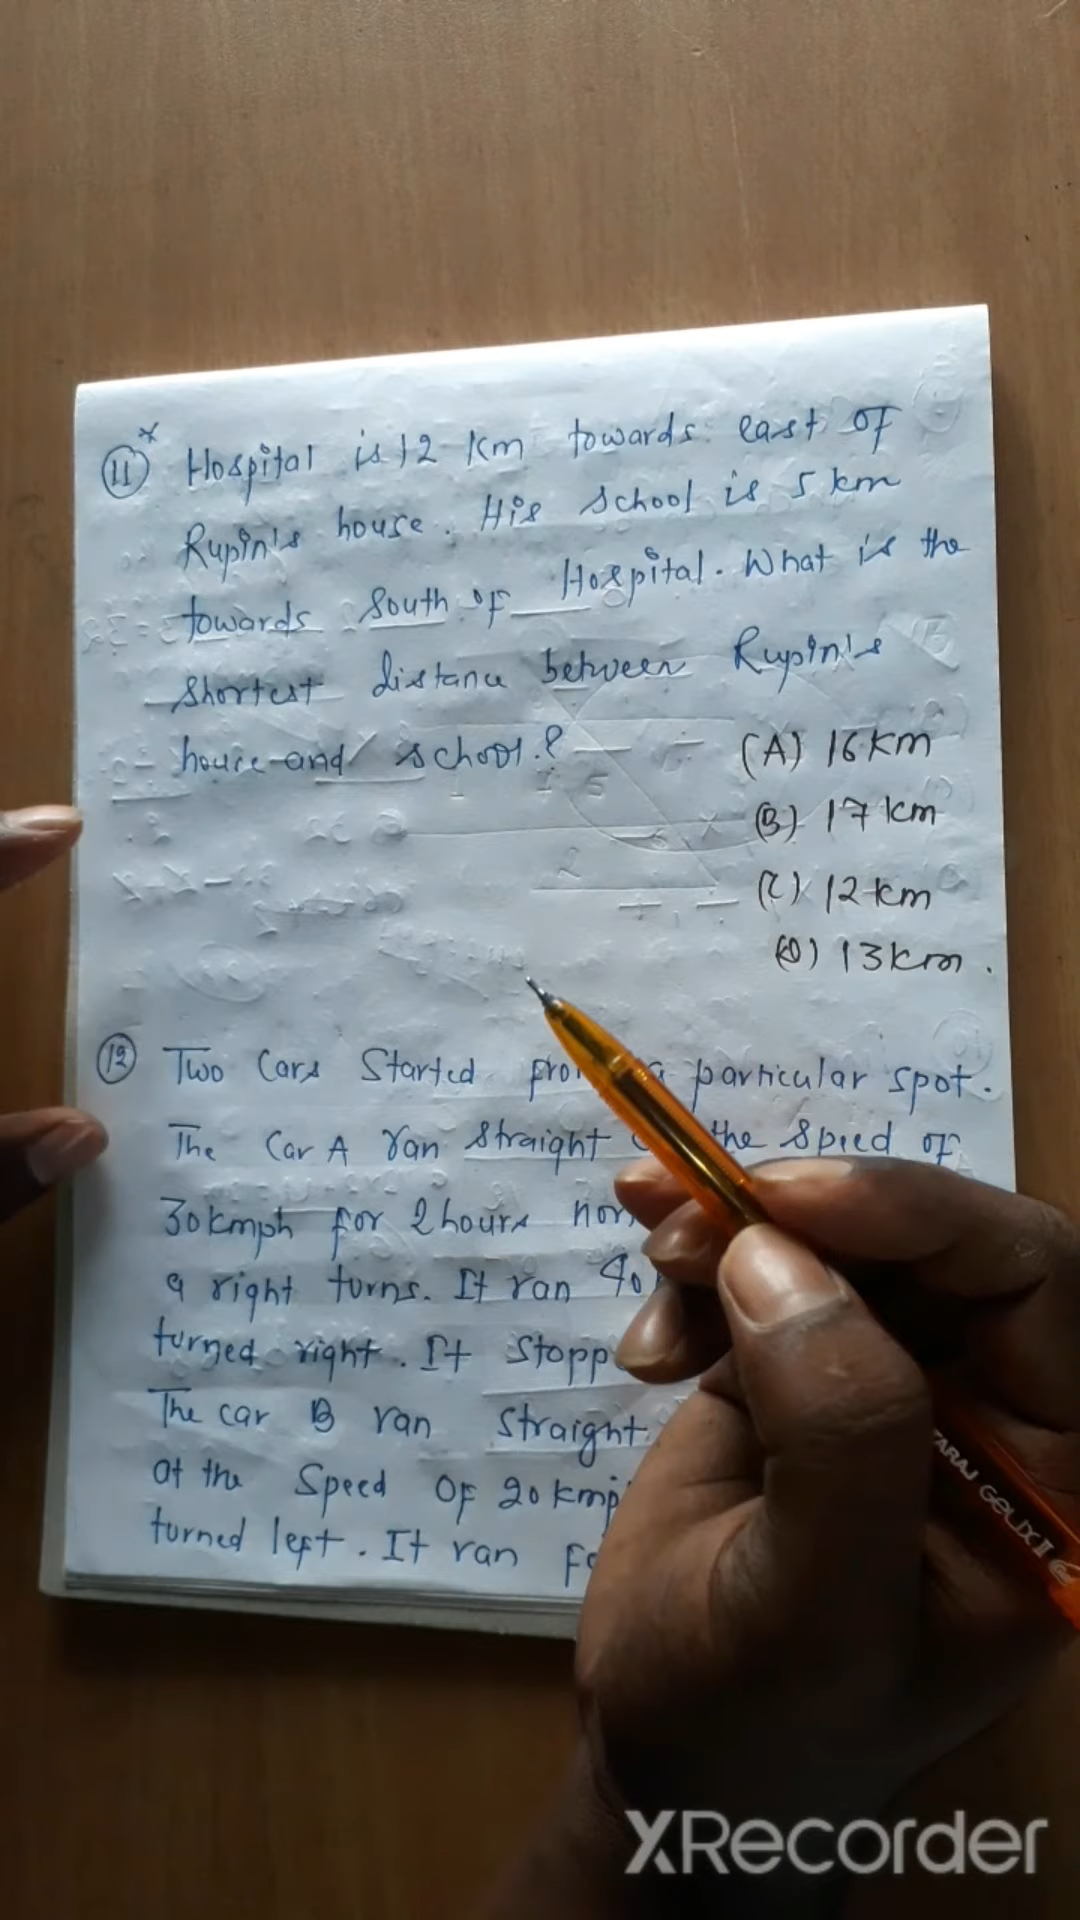 11 Hospital is 12 Km towards east of
Rupin's house. His school is 5 km
towards south of Hospital. What is the
shortest distance between Rupin's
house and school.?
(A) 16 Km
(B) 17 km
(C) 12 km
(D) 13 km.
12 Two Cars Started a particular spot.
The Car A ran straight the speed of
30 kmph for 2 hours
a right turns. It ran 40
turned right. It
The car B ran straight
at the speed of 20
turned left. It ran
GELIX II
XRecorder